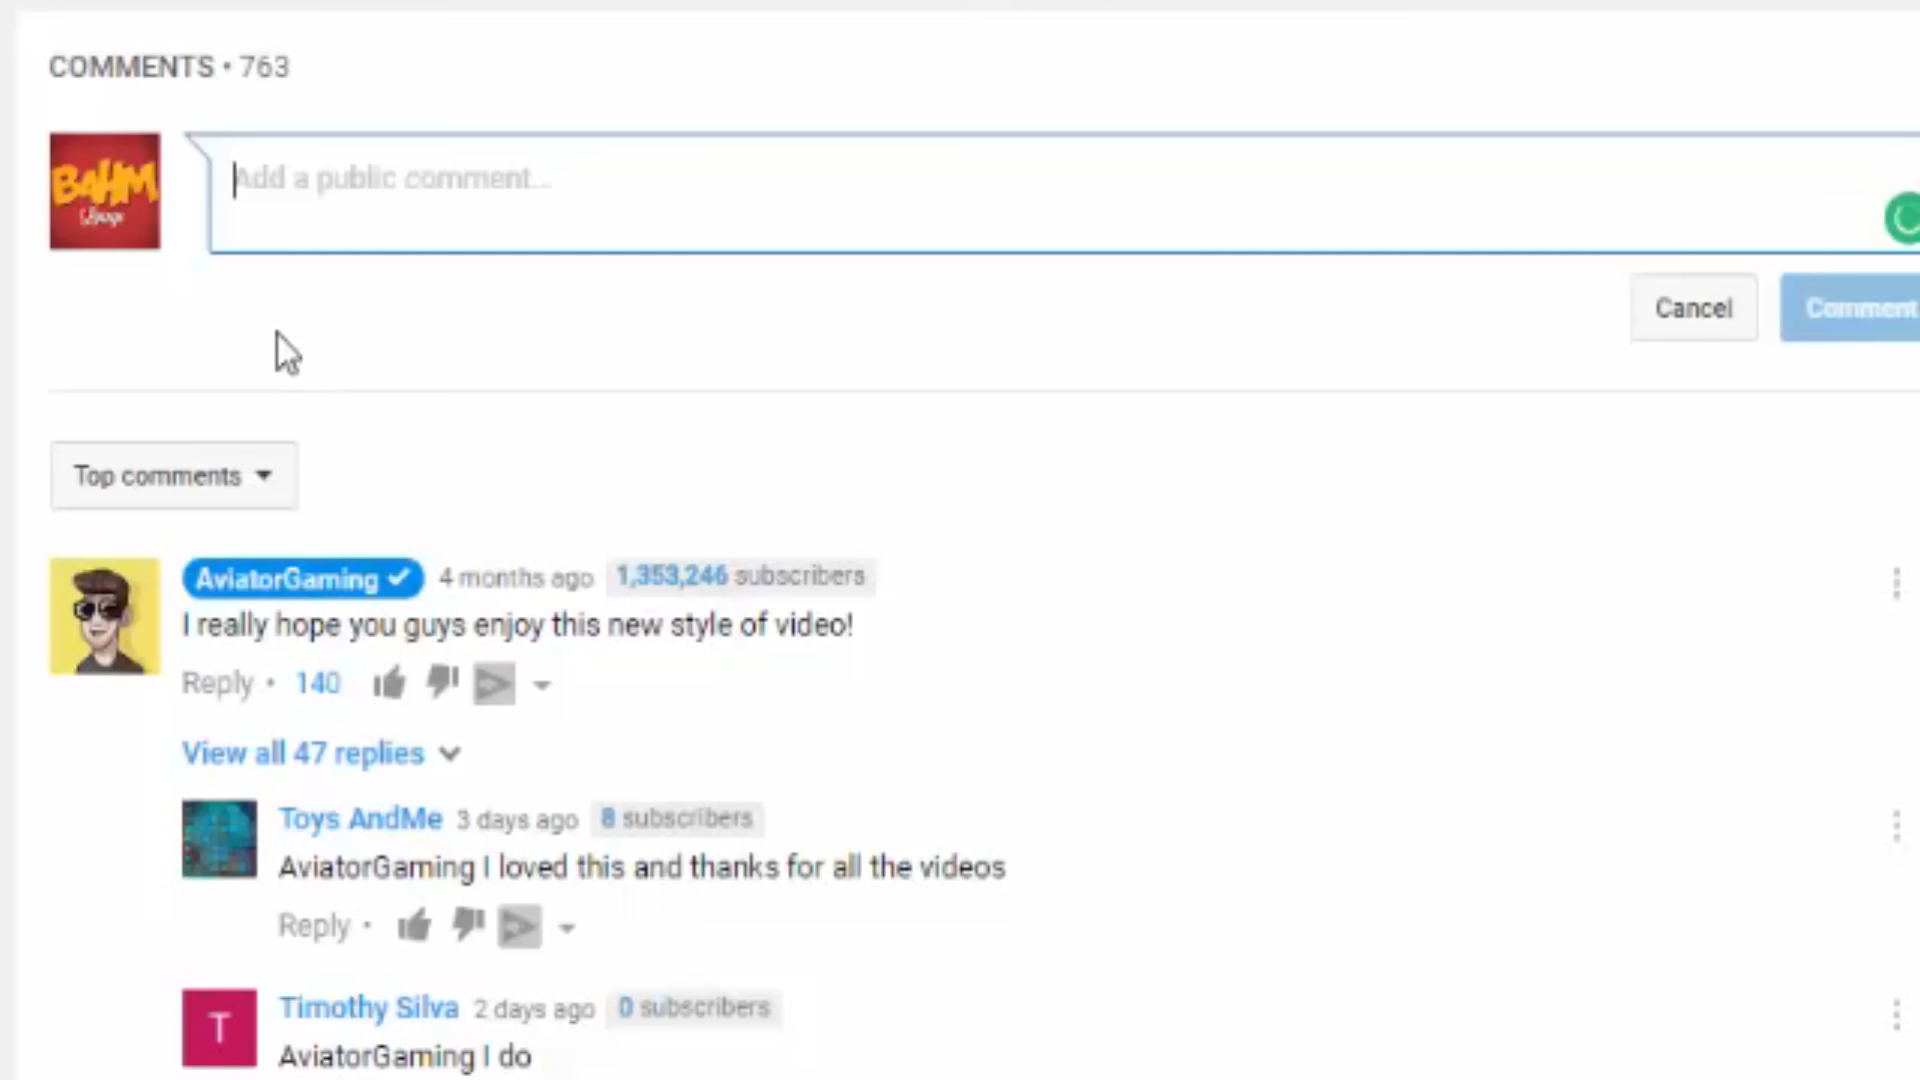 COMMENTS • 763
BAHM
Add a public comment...
Cancel
Comment
Top comments
AviatorGaming 4 months ago 1,353,246 subscribers
I really hope you guys enjoy this new style of video!
Reply • 140
View all 47 replies
Toys AndMe 3 days ago 8 subscribers
AviatorGaming I loved this and thanks for all the videos
Reply •
T
Timothy Silva 2 days ago 0 subscribers
AviatorGaming I do